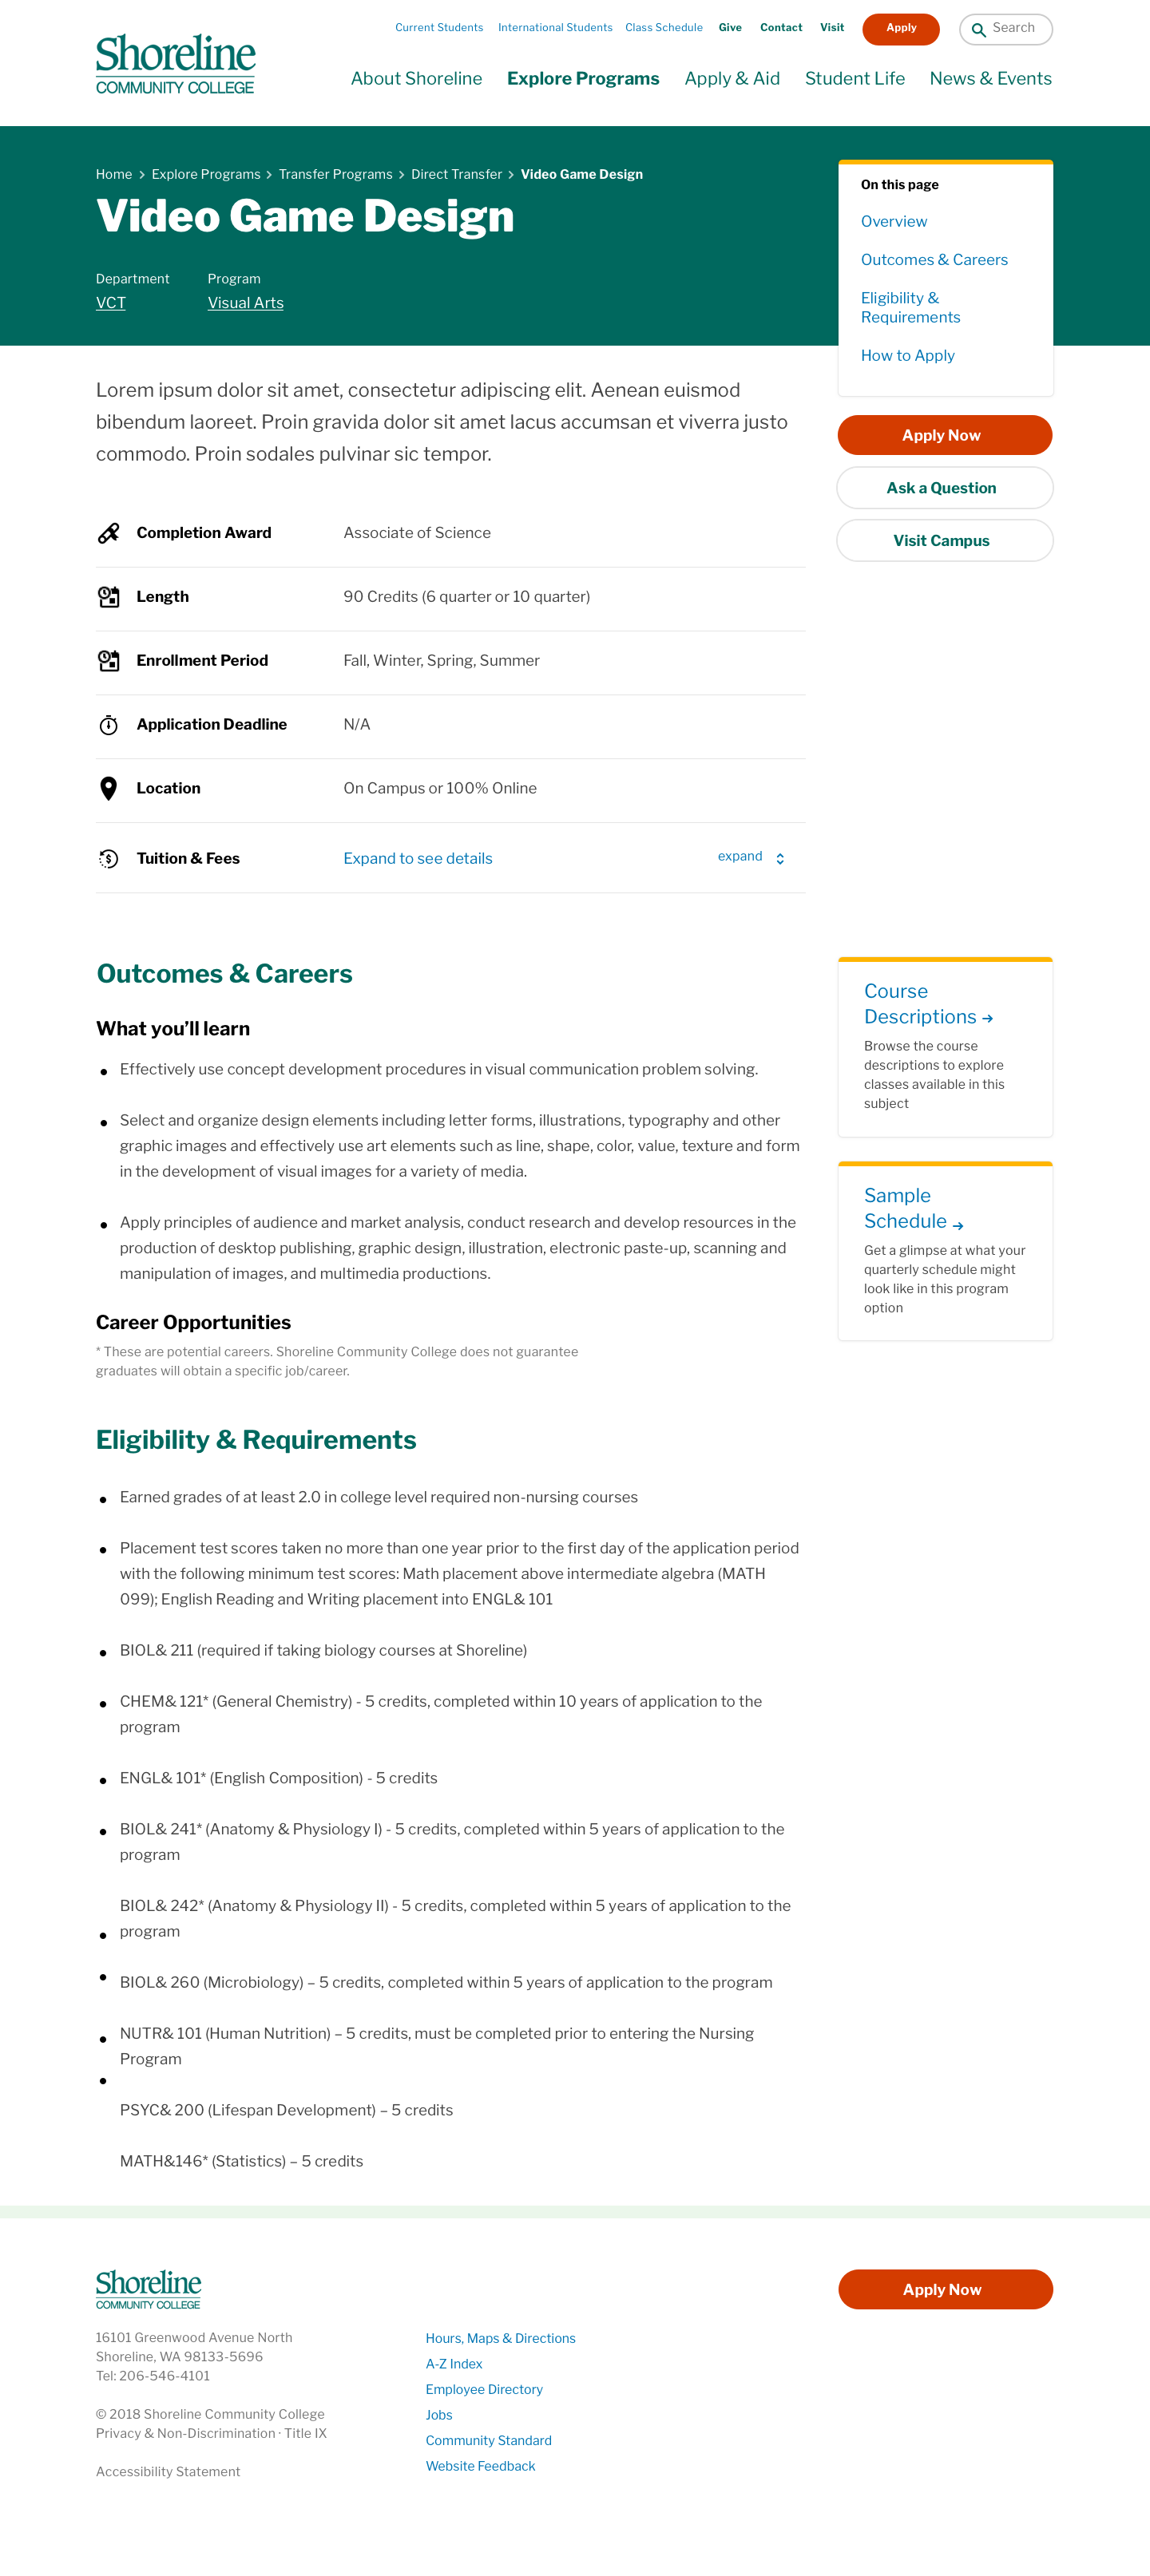 Current Students International Students Class Schedule Give Contact Visit Apply Search
Shoreline
COMMUNITY COLLEGE
About Shoreline Explore Programs Apply & Aid Student Life News & Events
Home > Explore Programs > Transfer Programs > Direct Transfer > Video Game Design
Video Game Design
Department Program
VCT Visual Arts
On this page
Overview
Outcomes & Careers
Eligibility &
Requirements
How to Apply
Apply Now
Ask a Question
Visit Campus
Lorem ipsum dolor sit amet, consectetur adipiscing elit. Aenean euismod
bibendum laoreet. Proin gravida dolor sit amet lacus accumsan et viverra justo
commodo. Proin sodales pulvinar sic tempor.
Completion Award Associate of Science
Length 90 Credits (6 quarter or 10 quarter)
Enrollment Period Fall, Winter, Spring, Summer
Application Deadline N/A
Location On Campus or 100% Online
Tuition & Fees Expand to see details expand
Outcomes & Careers
What you’ll learn
• Effectively use concept development procedures in visual communication problem solving.
• Select and organize design elements including letter forms, illustrations, typography and other
graphic images and effectively use art elements such as line, shape, color, value, texture and form
in the development of visual images for a variety of media.
• Apply principles of audience and market analysis, conduct research and develop resources in the
production of desktop publishing, graphic design, illustration, electronic paste-up, scanning and
manipulation of images, and multimedia productions.
Career Opportunities
* These are potential careers. Shoreline Community College does not guarantee
graduates will obtain a specific job/career.
Course
Descriptions →
Browse the course
descriptions to explore
classes available in this
subject
Sample
Schedule →
Get a glimpse at what your
quarterly schedule might
look like in this program
option
Eligibility & Requirements
• Earned grades of at least 2.0 in college level required non-nursing courses
• Placement test scores taken no more than one year prior to the first day of the application period
with the following minimum test scores: Math placement above intermediate algebra (MATH
099); English Reading and Writing placement into ENGL& 101
• BIOL& 211 (required if taking biology courses at Shoreline)
• CHEM& 121* (General Chemistry) - 5 credits, completed within 10 years of application to the
program
• ENGL& 101* (English Composition) - 5 credits
• BIOL& 241* (Anatomy & Physiology I) - 5 credits, completed within 5 years of application to the
program
BIOL& 242* (Anatomy & Physiology II) - 5 credits, completed within 5 years of application to the
• program
• BIOL& 260 (Microbiology) – 5 credits, completed within 5 years of application to the program
• NUTR& 101 (Human Nutrition) – 5 credits, must be completed prior to entering the Nursing
Program
• PSYC& 200 (Lifespan Development) – 5 credits
MATH&146* (Statistics) – 5 credits
Shoreline
COMMUNITY COLLEGE
16101 Greenwood Avenue North
Shoreline, WA 98133-5696
Tel: 206-546-4101
© 2018 Shoreline Community College
Privacy & Non-Discrimination · Title IX
Accessibility Statement
Hours, Maps & Directions
A-Z Index
Employee Directory
Jobs
Community Standard
Website Feedback
Apply Now